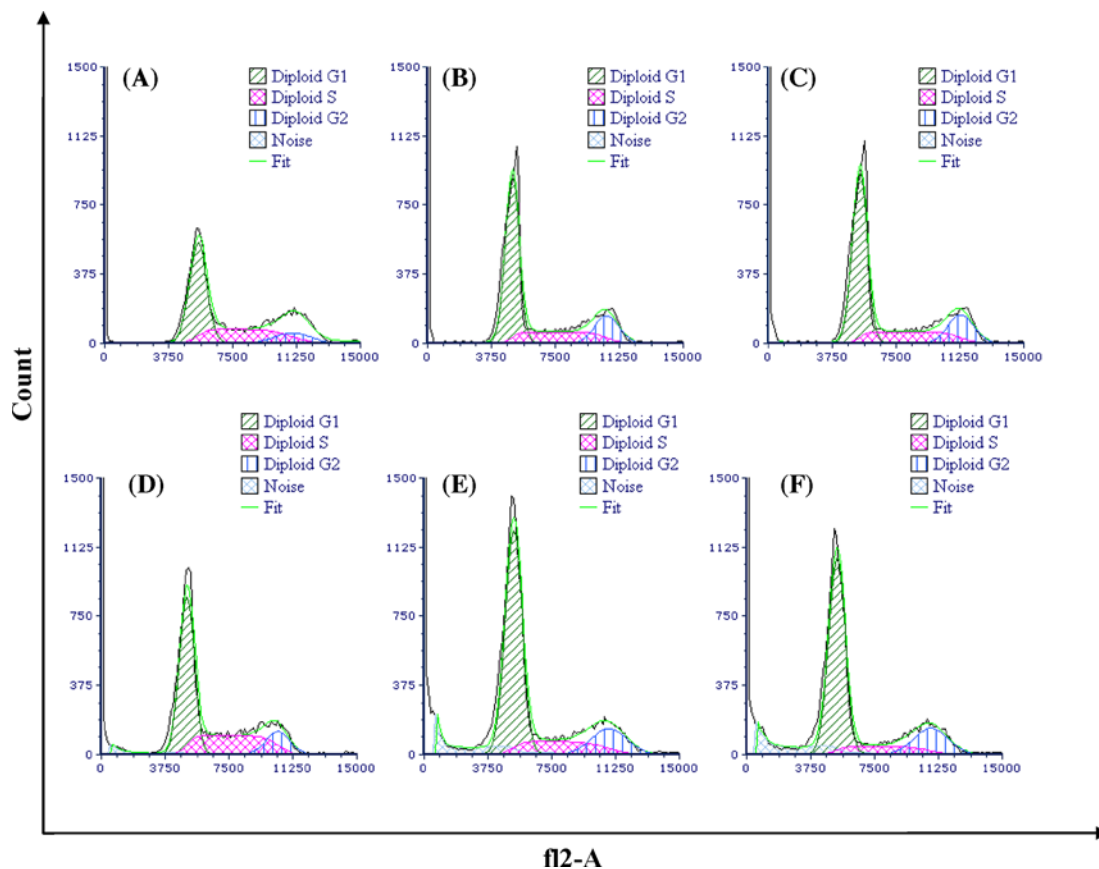 (A)
Diploid G1
Diploid S
Diploid G2
Noise
Fit
1500
1125
750
375
0
0 3750 7500 11250 15000
(B)
Diploid G1
Diploid S
Diploid G2
Noise
Fit
1500
1125
750
375
0
0 3750 7500 11250 15000
(C)
Diploid G1
Diploid S
Diploid G2
Noise
Fit
1500
1125
750
375
0
0 3750 7500 11250 15000
(D)
Diploid G1
Diploid S
Diploid G2
Noise
Fit
1500
1125
750
375
0
0 3750 7500 11250 15000
(E)
Diploid G1
Diploid S
Diploid G2
Noise
Fit
1500
1125
750
375
0
0 3750 7500 11250 15000
(F)
Diploid G1
Diploid S
Diploid G2
Noise
Fit
1500
1125
750
375
0
0 3750 7500 11250 15000
Count
fl2-A